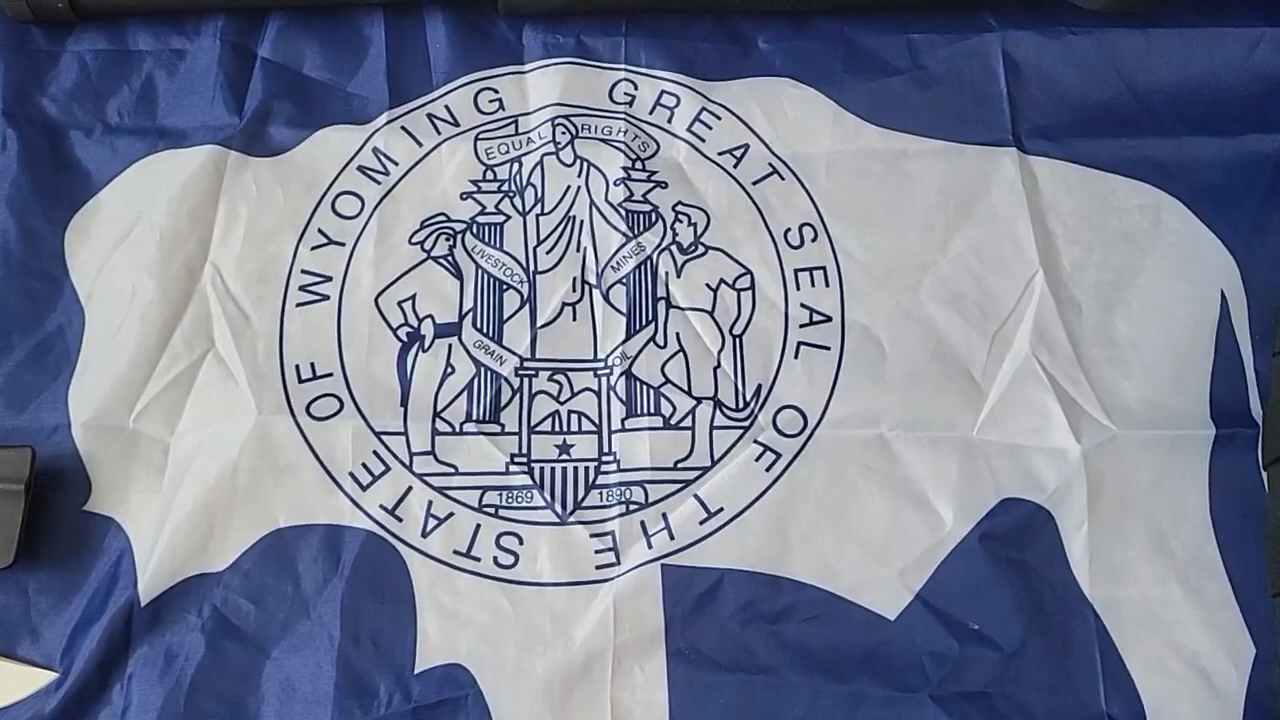 GREAT SEAL OF THE STATE OF WYOMING
EQUAL RIGHTS
LIVESTOCK
MINES
GRAIN
OIL
1869
1890